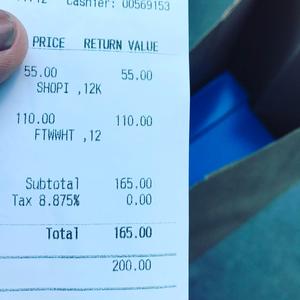 Cashier: 00569153
PRICE RETURN VALUE
55.00 55.00
SHOPI ,12K
110.00 110.00
FTWWHT ,12
Subtotal 165.00
Tax 8.875% 0.00
Total 165.00
200.00